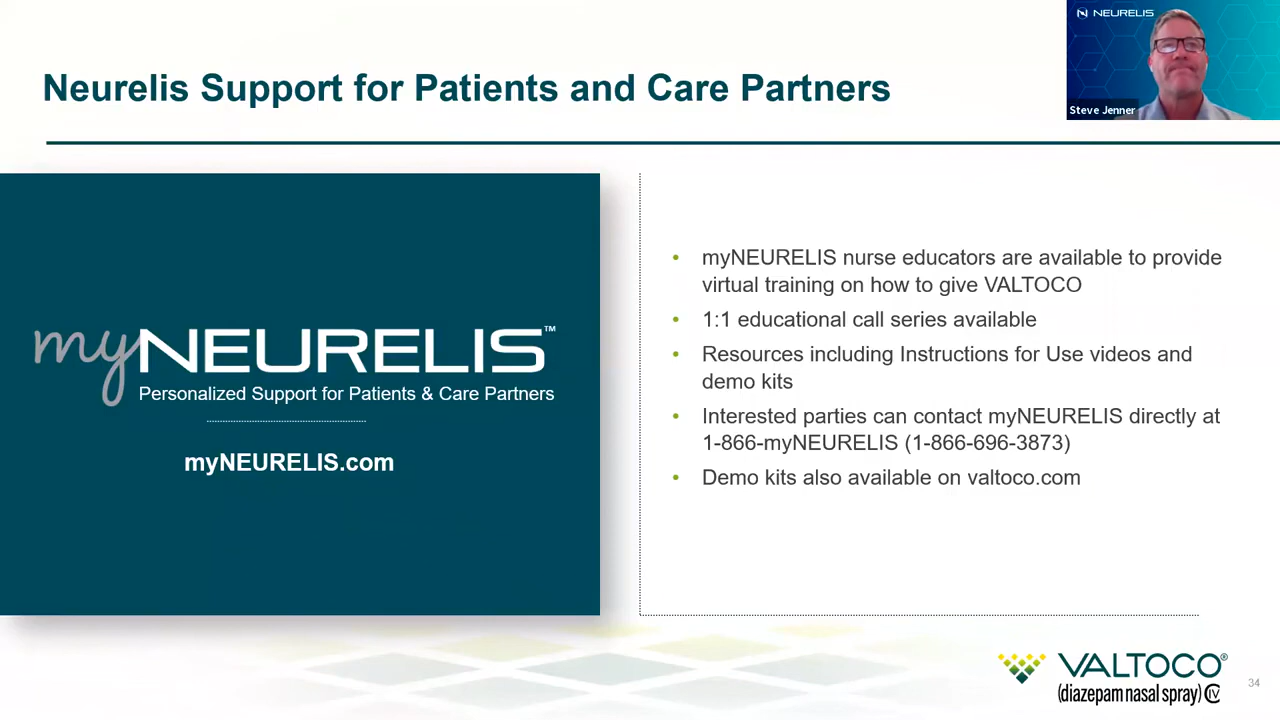 NEURELIS
Steve Jenner
Neurelis Support for Patients and Care Partners
myNEURELIS™
Personalized Support for Patients & Care Partners
myNEURELIS.com
• myNEURELIS nurse educators are available to provide
virtual training on how to give VALTOCO
• 1:1 educational call series available
• Resources including Instructions for Use videos and
demo kits
• Interested parties can contact myNEURELIS directly at
1-866-myNEURELIS (1-866-696-3873)
• Demo kits also available on valtoco.com
VALTOCO®
(diazepam nasal spray) CIV
34